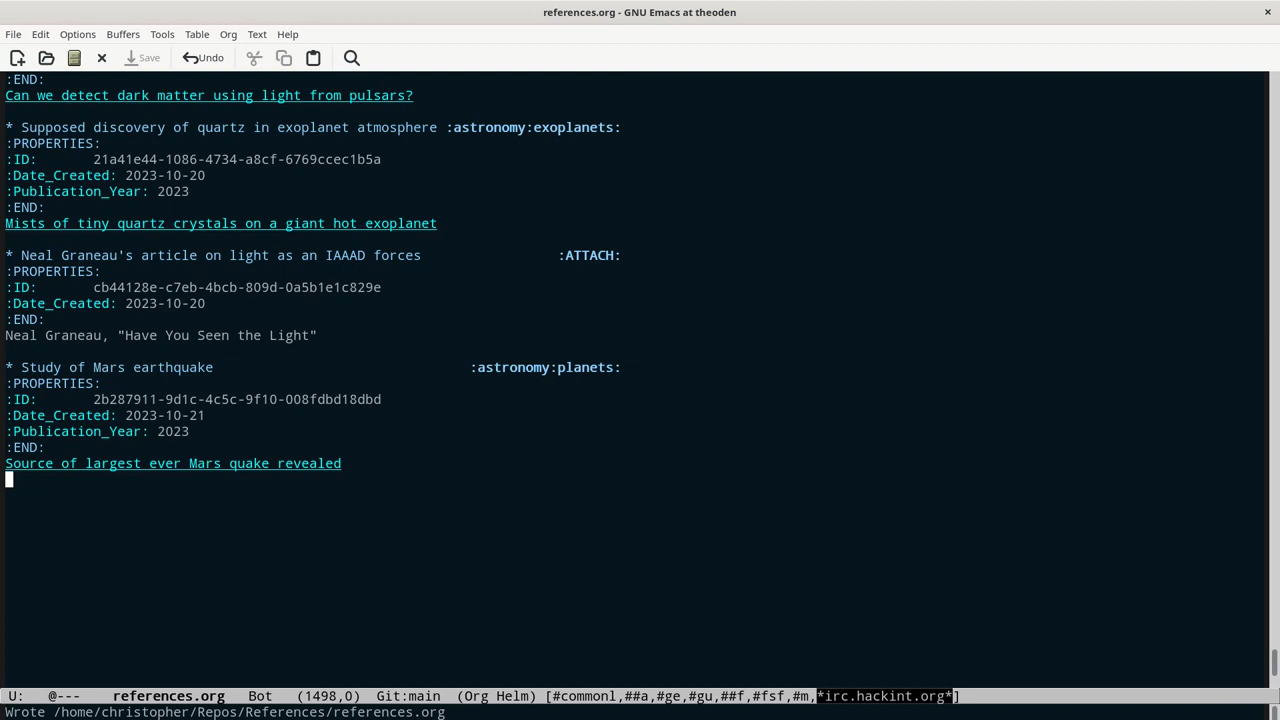 references.org - GNU Emacs at theoden
File Edit Options Buffers Tools Table Org Text Help
Save Undo
:END:
Can we detect dark matter using light from pulsars?
* Supposed discovery of quartz in exoplanet atmosphere :astronomy:exoplanets:
:PROPERTIES:
:ID:       21a41e44-1086-4734-a8cf-6769ccec1b5a
:Date_Created: 2023-10-20
:Publication_Year: 2023
:END:
Mists of tiny quartz crystals on a giant hot exoplanet
* Neal Graneau's article on light as an IAAAD forces                 :ATTACH:
:PROPERTIES:
:ID:       cb44128e-c7eb-4bcb-809d-0a5b1e1c829e
:Date_Created: 2023-10-20
:END:
Neal Graneau, "Have You Seen the Light"
* Study of Mars earthquake                                :astronomy:planets:
:PROPERTIES:
:ID:       2b287911-9d1c-4c5c-9f10-008fdbd18dbd
:Date_Created: 2023-10-21
:Publication_Year: 2023
:END:
Source of largest ever Mars quake revealed
U:   @---    references.org   Bot   (1498,0)  Git:main  (Org Helm) [#commonl,##a,#ge,#gu,##f,#fsf,#m,*irc.hackint.org*]
Wrote /home/christopher/Repos/References/references.org